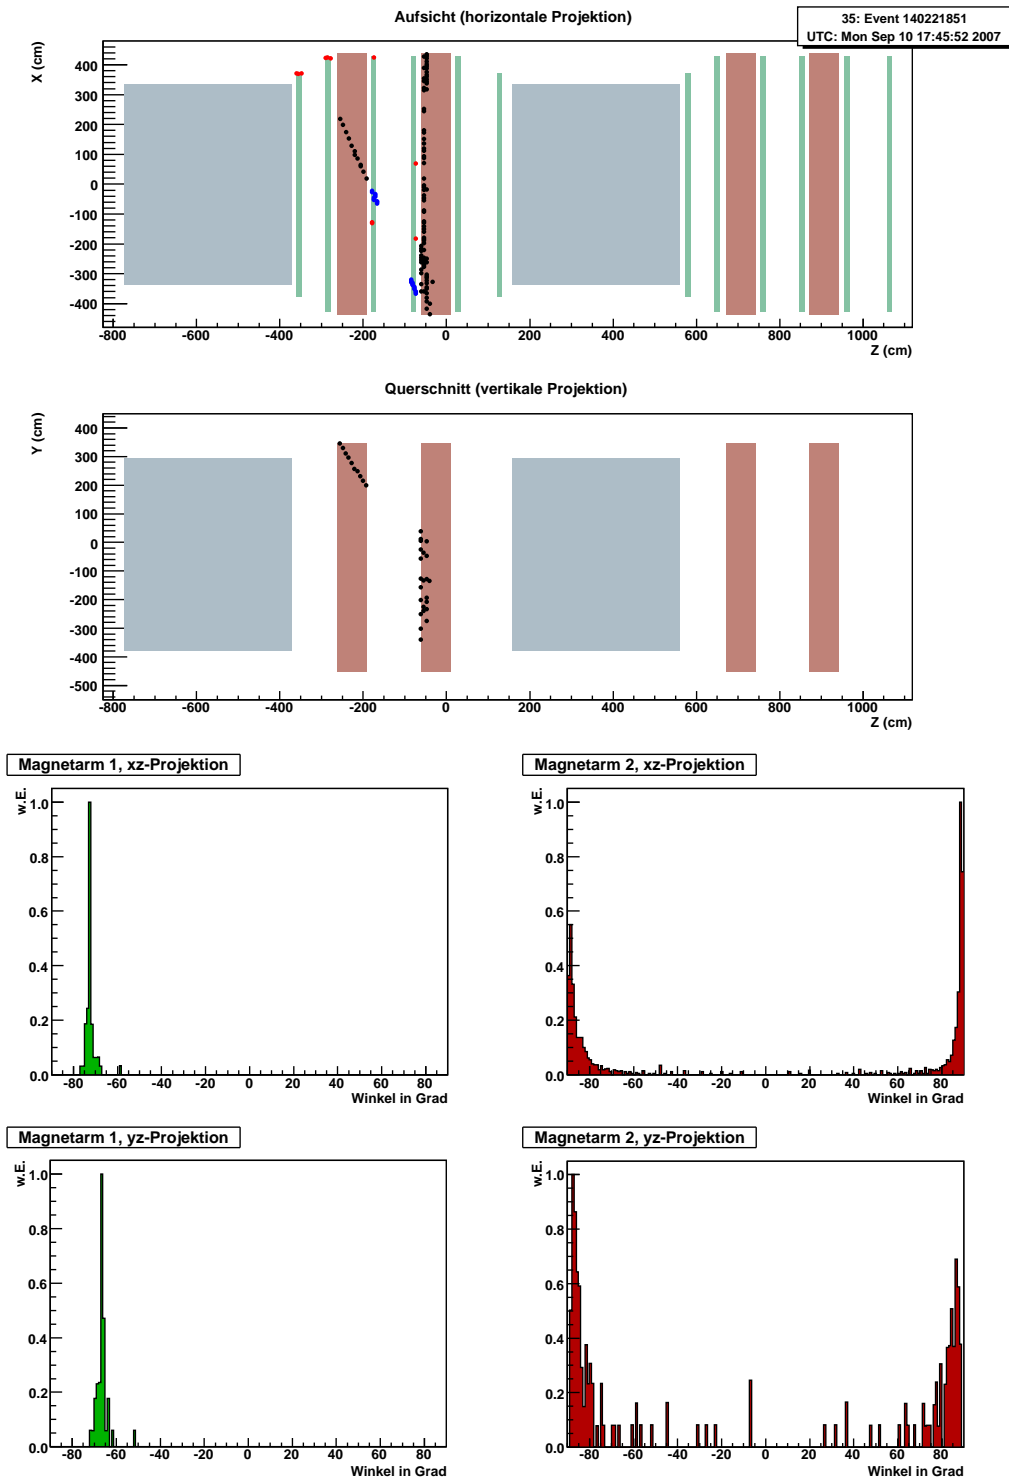 Aufsicht (horizontale Projektion)
35: Event 140221851
UTC: Mon Sep 10 17:45:52 2007
X (cm)
400
300
200
100
0
-100
-200
-300
-400
-800 -600 -400 -200 0 200 400 600 800 1000
Z (cm)
Querschnitt (vertikale Projektion)
Y (cm)
400
300
200
100
0
-100
-200
-300
-400
-500
-800 -600 -400 -200 0 200 400 600 800 1000
Z (cm)
Magnetarm 1, xz-Projektion
w.E.
1.0
0.8
0.6
0.4
0.2
0.0
-80 -60 -40 -20 0 20 40 60 80
Winkel in Grad
Magnetarm 2, xz-Projektion
w.E.
1.0
0.8
0.6
0.4
0.2
0.0
-80 -60 -40 -20 0 20 40 60 80
Winkel in Grad
Magnetarm 1, yz-Projektion
w.E.
1.0
0.8
0.6
0.4
0.2
0.0
-80 -60 -40 -20 0 20 40 60 80
Winkel in Grad
Magnetarm 2, yz-Projektion
w.E.
1.0
0.8
0.6
0.4
0.2
0.0
-80 -60 -40 -20 0 20 40 60 80
Winkel in Grad